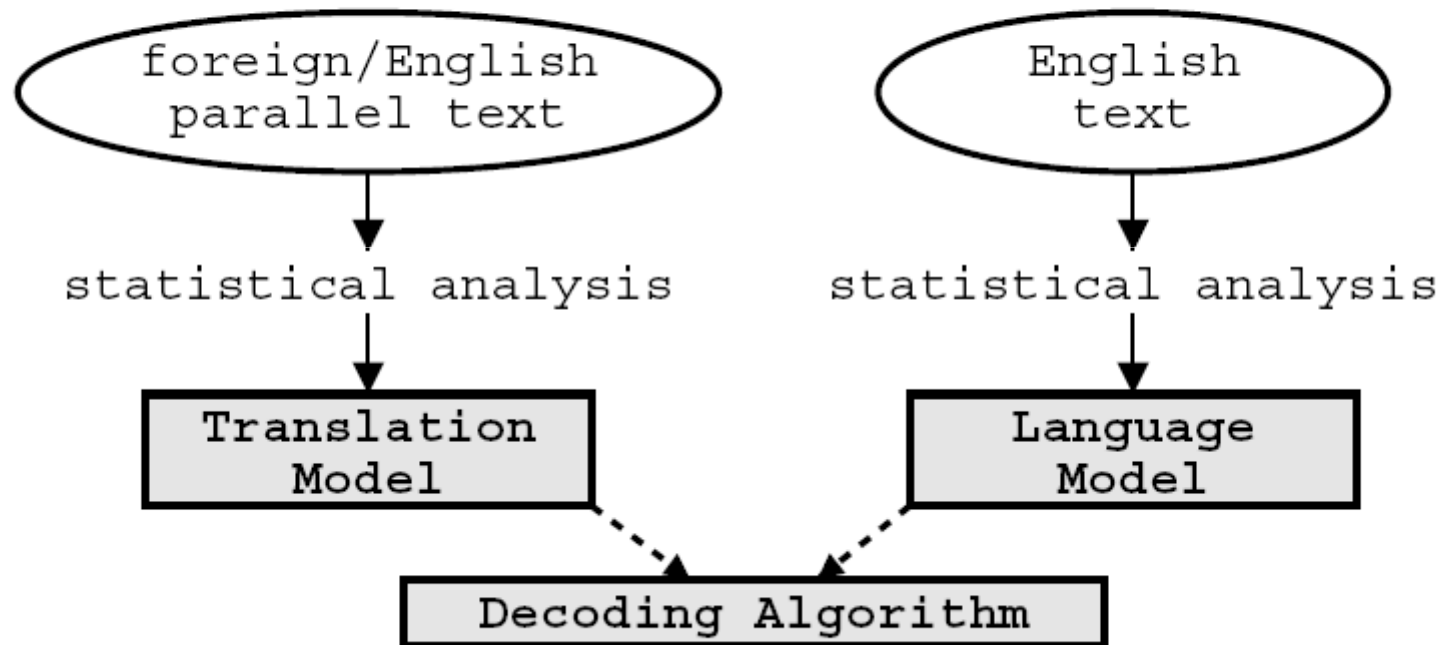 foreign/English
parallel text
English
text
statistical analysis
statistical analysis
Translation
Model
Language
Model
Decoding Algorithm